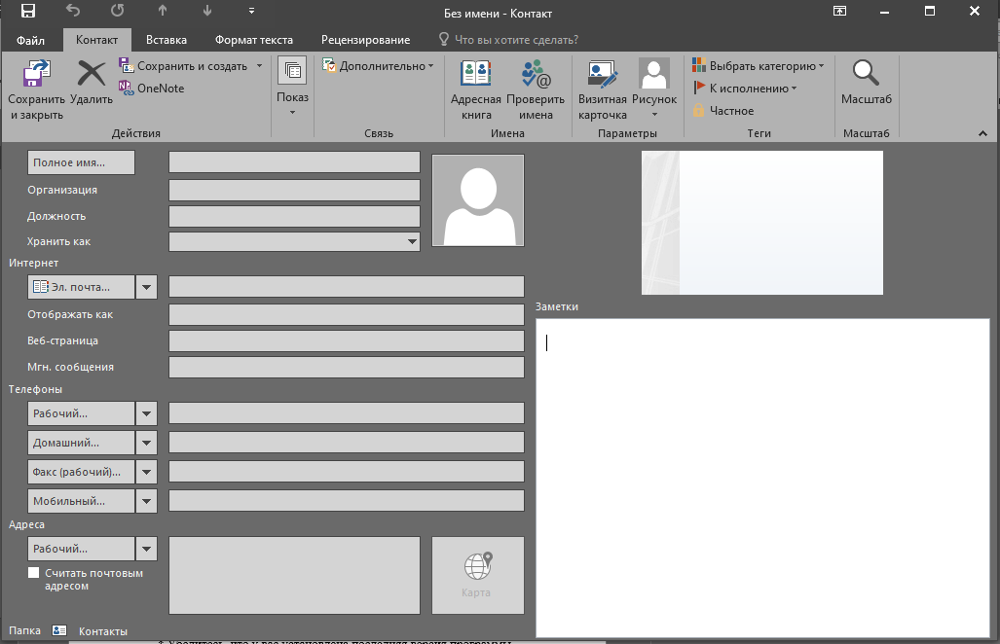 Без имени - Контакт
Файл Контакт Вставка Формат текста Рецензирование Что вы хотите сделать?
Сохранить и закрыть
Удалить
Сохранить и создать
OneNote
Действия
Показ
Дополнительно
Связь
Адресная книга
Проверить имена
Имена
Визитная карточка
Рисунок
Параметры
Выбрать категорию
К исполнению
Частное
Теги
Масштаб
Масштаб
Полное имя...
Организация
Должность
Хранить как
Интернет
Эл. почта...
Отображать как
Веб-страница
Мгн. сообщения
Телефоны
Рабочий...
Домашний...
Факс (рабочий)...
Мобильный...
Адреса
Рабочий...
Считать почтовым
адресом
Карта
Заметки
Папка Контакты